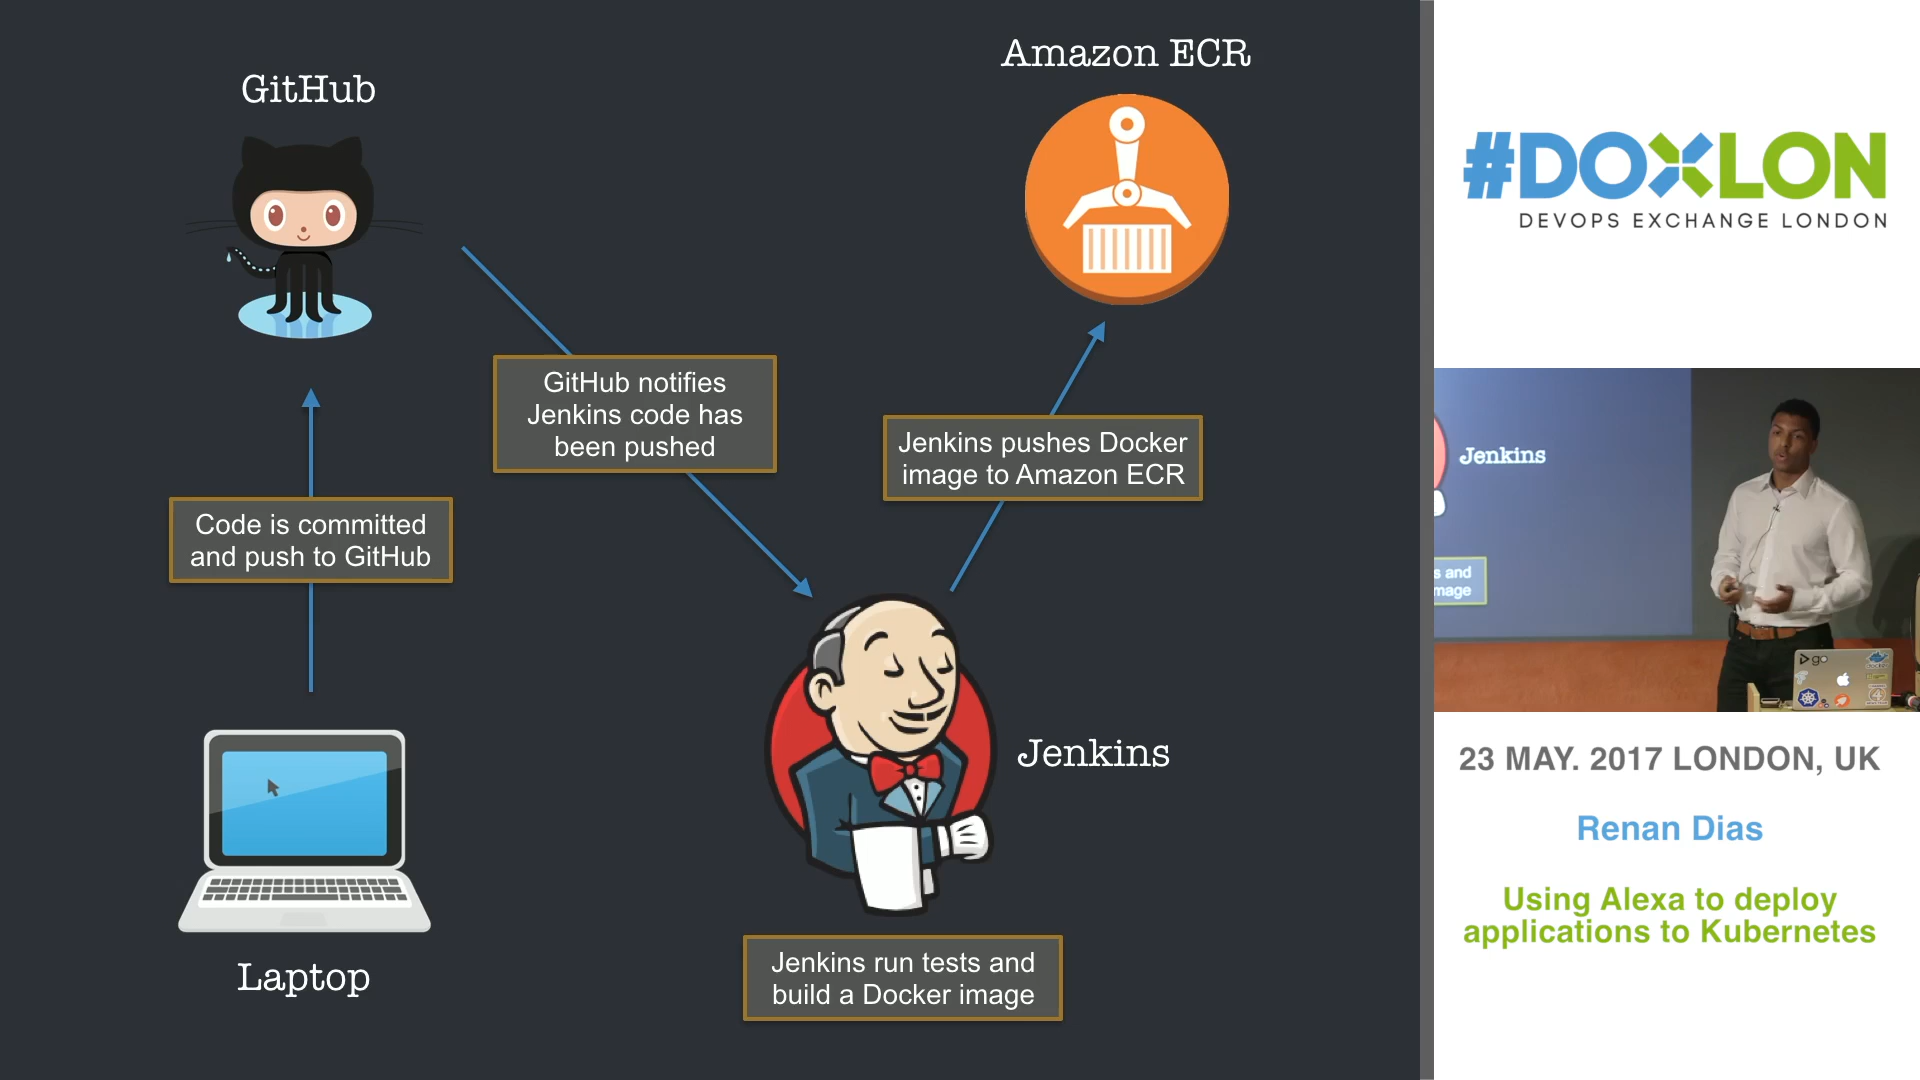 GitHub
Amazon ECR
GitHub notifies
Jenkins code has
been pushed
Jenkins pushes Docker
image to Amazon ECR
Code is committed
and push to GitHub
Jenkins
Laptop
Jenkins run tests and
build a Docker image
#DOXLON
DEVOPS EXCHANGE LONDON
Jenkins
s and
mage
go
23 MAY. 2017 LONDON, UK
Renan Dias
Using Alexa to deploy
applications to Kubernetes